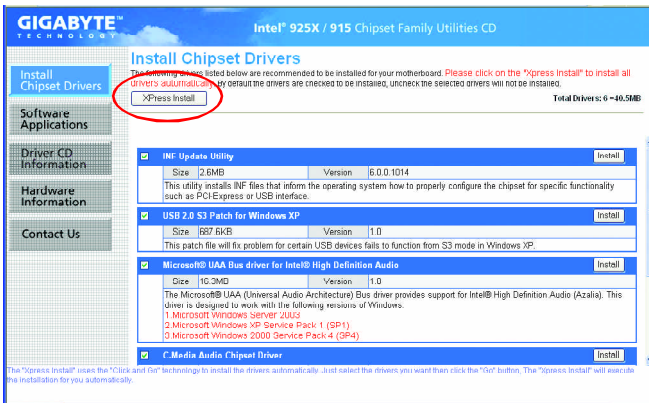 GIGABYTE™
TECHNOLOGY
Intel® 925X / 915 Chipset Family Utilities CD
Install Chipset Drivers
The following drivers listed below are recommended to be installed for your motherboard. Please click on the "Xpress Install" to install all
drivers automatically. By default the drivers are checked to be installed, uncheck the selected drivers will not be installed.
XPress Install
Total Drivers: 6 =40.5MB
Install
Chipset Drivers
Software
Applications
Driver CD
Information
Hardware
Information
Contact Us
INF Update Utility Install
Size 2.6MB Version 6.0.0.1014
This utility installs INF files that inform the operating system how to properly configure the chipset for specific functionality
such as PCI-Express or USB interface.
USB 2.0 S3 Patch for Windows XP Install
Size 687.6KB Version 1.0
This patch file will fix problem for certain USB devices fails to function from S3 mode in Windows XP.
Microsoft® UAA Bus driver for Intel® High Definition Audio Install
Size 16.3MB Version 1.0
The Microsoft® UAA (Universal Audio Architecture) Bus driver provides support for Intel® High Definition Audio (Azalia). This
driver is designed to work with the following versions of Windows:
1.Microsoft Windows Server 2003
2.Microsoft Windows XP Service Pack 1 (SP1)
3.Microsoft Windows 2000 Service Pack 4 (SP4)
C-Media Audio Chipset Driver Install
The "Xpress Install" uses the "Click and Go" technology to install the drivers automatically. Just select the drivers you want then click the "Go" button. The "Xpress Install" will execute
the installation for you automatically.